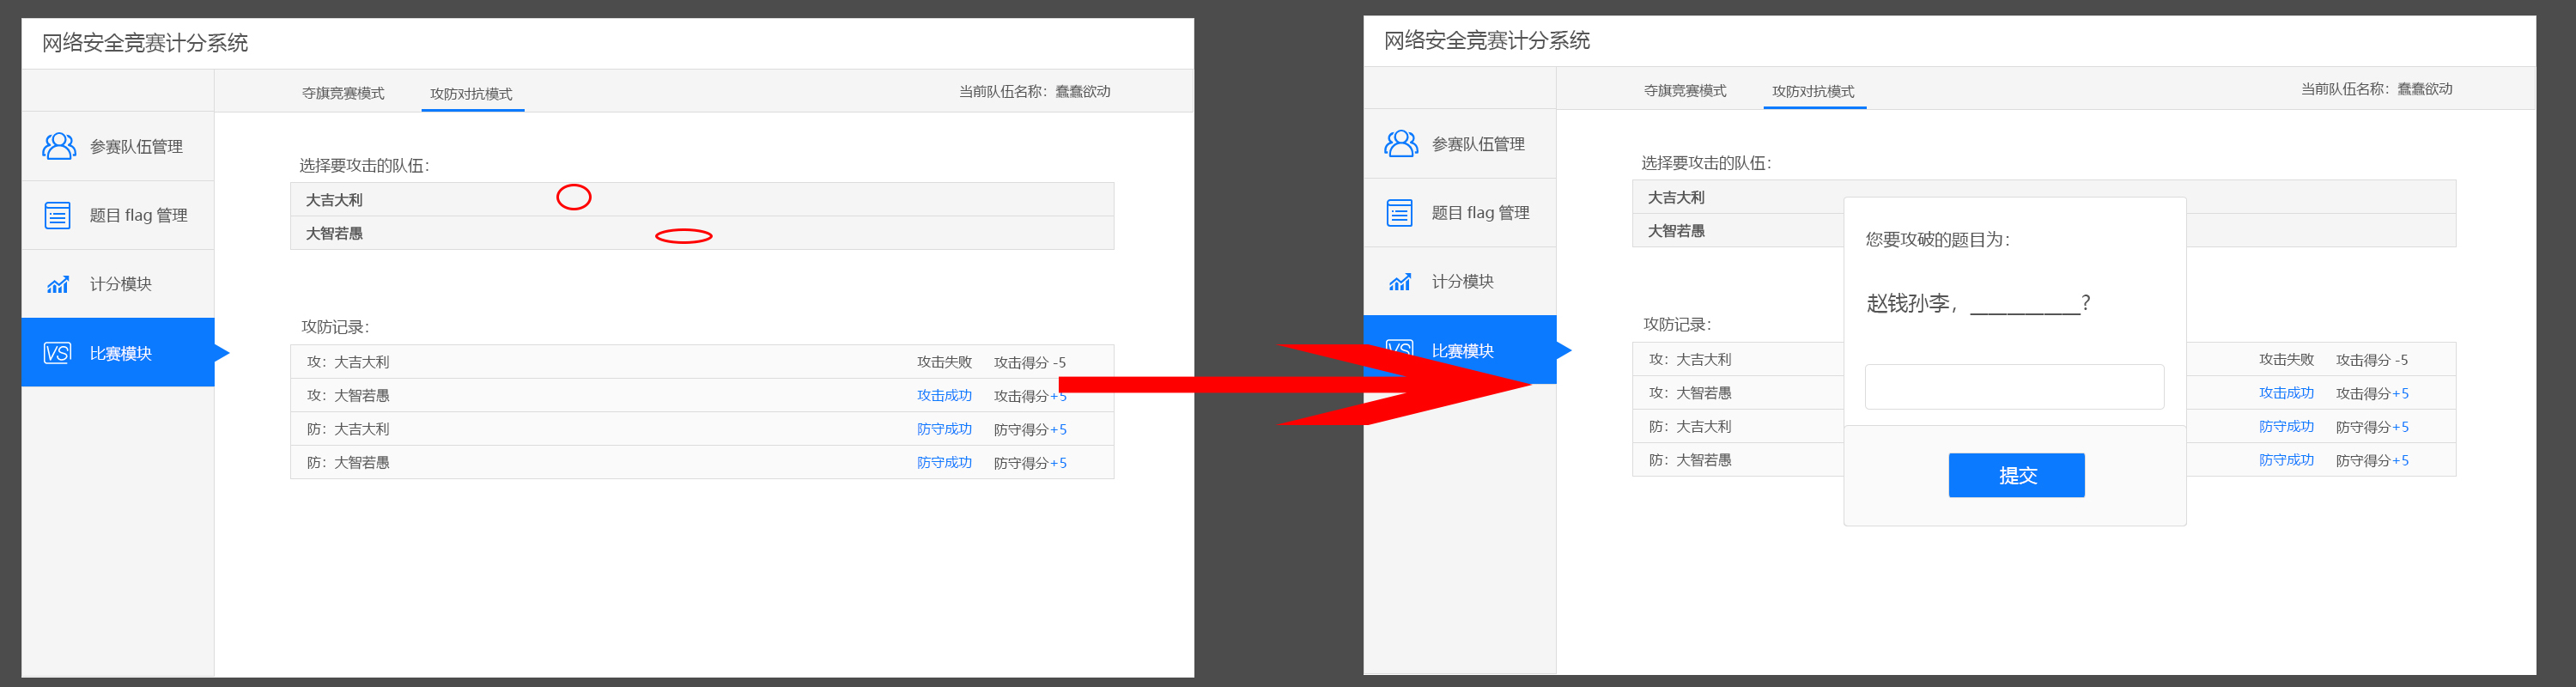 网络安全竞赛计分系统
夺旗竞赛模式 攻防对抗模式 当前队伍名称：蠢蠢欲动
参赛队伍管理
题目 flag 管理
计分模块
VS 比赛模块
选择要攻击的队伍：
大吉大利
大智若愚
攻防记录：
攻：大吉大利 攻击失败 攻击得分 -5
攻：大智若愚 攻击成功 攻击得分+5
防：大吉大利 防守成功 防守得分+5
防：大智若愚 防守成功 防守得分+5
网络安全竞赛计分系统
夺旗竞赛模式 攻防对抗模式 当前队伍名称：蠢蠢欲动
参赛队伍管理
题目 flag 管理
计分模块
VS 比赛模块
选择要攻击的队伍：
大吉大利
大智若愚
攻防记录：
攻：大吉大利 攻击失败 攻击得分 -5
攻：大智若愚 攻击成功 攻击得分+5
防：大吉大利 防守成功 防守得分+5
防：大智若愚 防守成功 防守得分+5
您要攻破的题目为：
赵钱孙李，__________?
提交